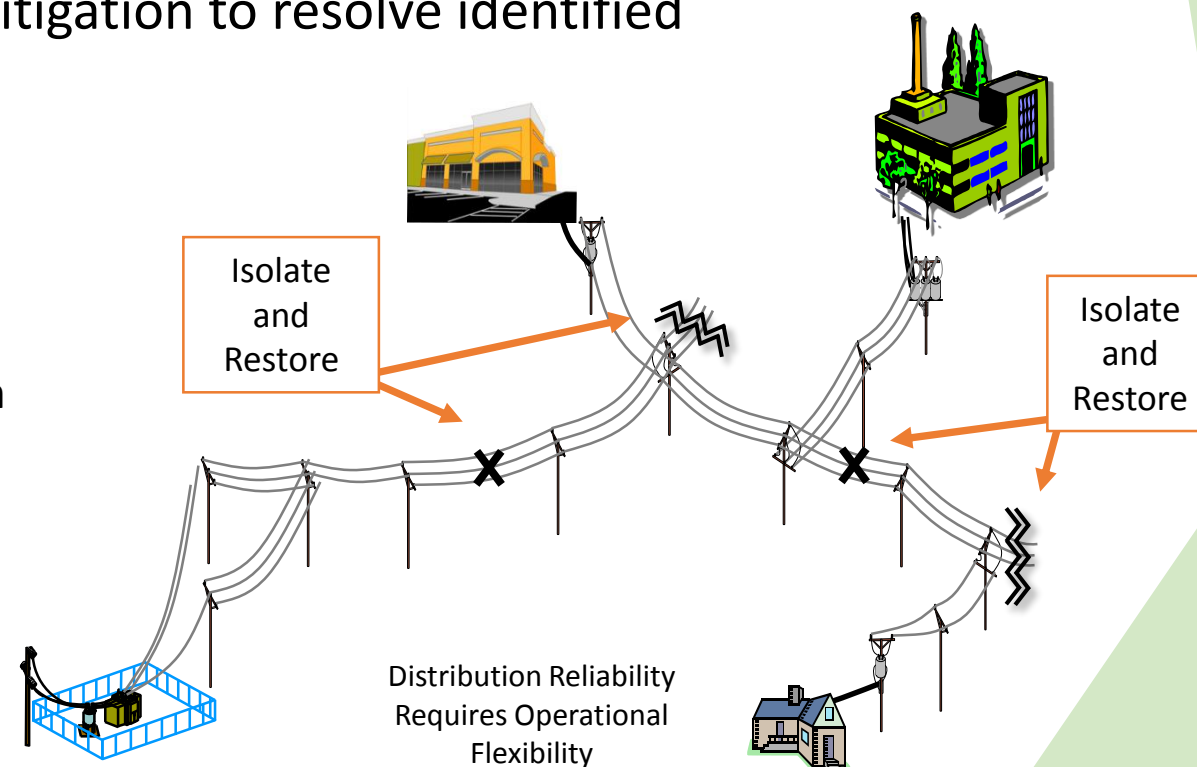 itigation to resolve identified
Isolate
and
Restore
Isolate
and
Restore
Distribution Reliability
Requires Operational
Flexibility